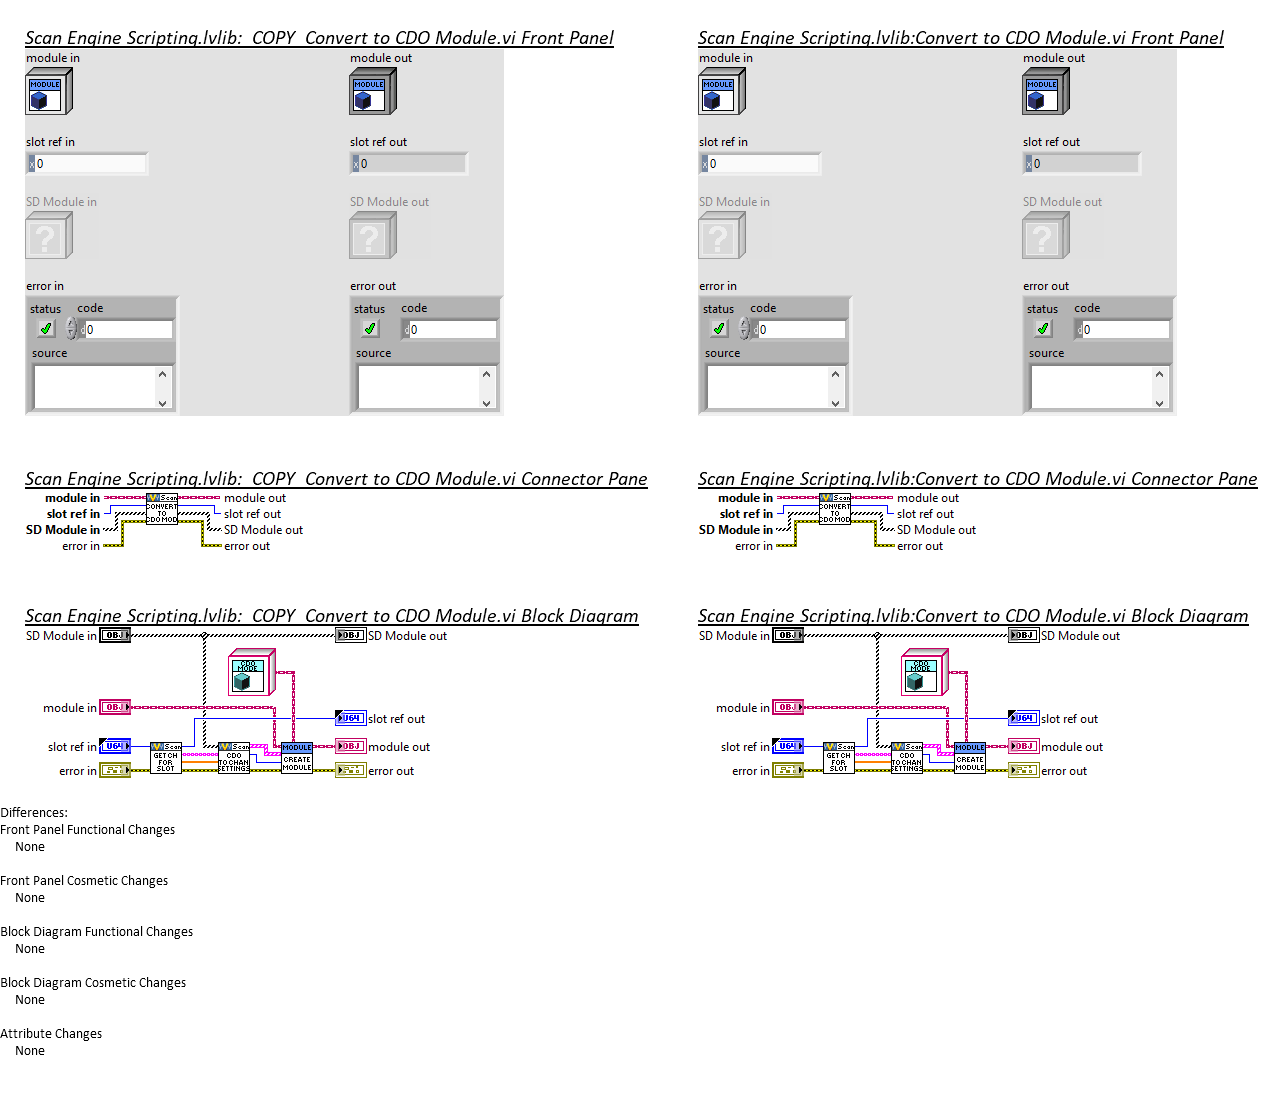 Scan Engine Scripting.lvlib:  COPY  Convert to CDO Module.vi Front Panel
module in
module out
MODULE
MODULE
slot ref in
slot ref out
x 0
x 0
SD Module in
SD Module out
?
?
error in
error out
status code
status code
d 0
d 0
source
source
Scan Engine Scripting.lvlib:Convert to CDO Module.vi Front Panel
module in
module out
MODULE
MODULE
slot ref in
slot ref out
x 0
x 0
SD Module in
SD Module out
?
?
error in
error out
status code
status code
d 0
d 0
source
source
Scan Engine Scripting.lvlib:  COPY  Convert to CDO Module.vi Connector Pane
module in
slot ref in
SD Module in
error in
Scan
CONVERT
TO
CDO MOD
module out
slot ref out
SD Module out
error out
Scan Engine Scripting.lvlib:Convert to CDO Module.vi Connector Pane
module in
slot ref in
SD Module in
error in
Scan
CONVERT
TO
CDO MOD
module out
slot ref out
SD Module out
error out
Scan Engine Scripting.lvlib:  COPY  Convert to CDO Module.vi Block Diagram
SD Module in OBJ
OBJ SD Module out
CDO
MODE
module in OBJ
U64 slot ref out
slot ref in U64
Scan
GET CH
FOR
SLOT
Scan
CDO
TO CHAN
SETTINGS
MODULE
CREATE
MODULE
OBJ module out
error in
error out
Scan Engine Scripting.lvlib:Convert to CDO Module.vi Block Diagram
SD Module in OBJ
OBJ SD Module out
CDO
MODE
module in OBJ
U64 slot ref out
slot ref in U64
Scan
GET CH
FOR
SLOT
Scan
CDO
TO CHAN
SETTINGS
MODULE
CREATE
MODULE
OBJ module out
error in
error out
Differences:
Front Panel Functional Changes
None
Front Panel Cosmetic Changes
None
Block Diagram Functional Changes
None
Block Diagram Cosmetic Changes
None
Attribute Changes
None